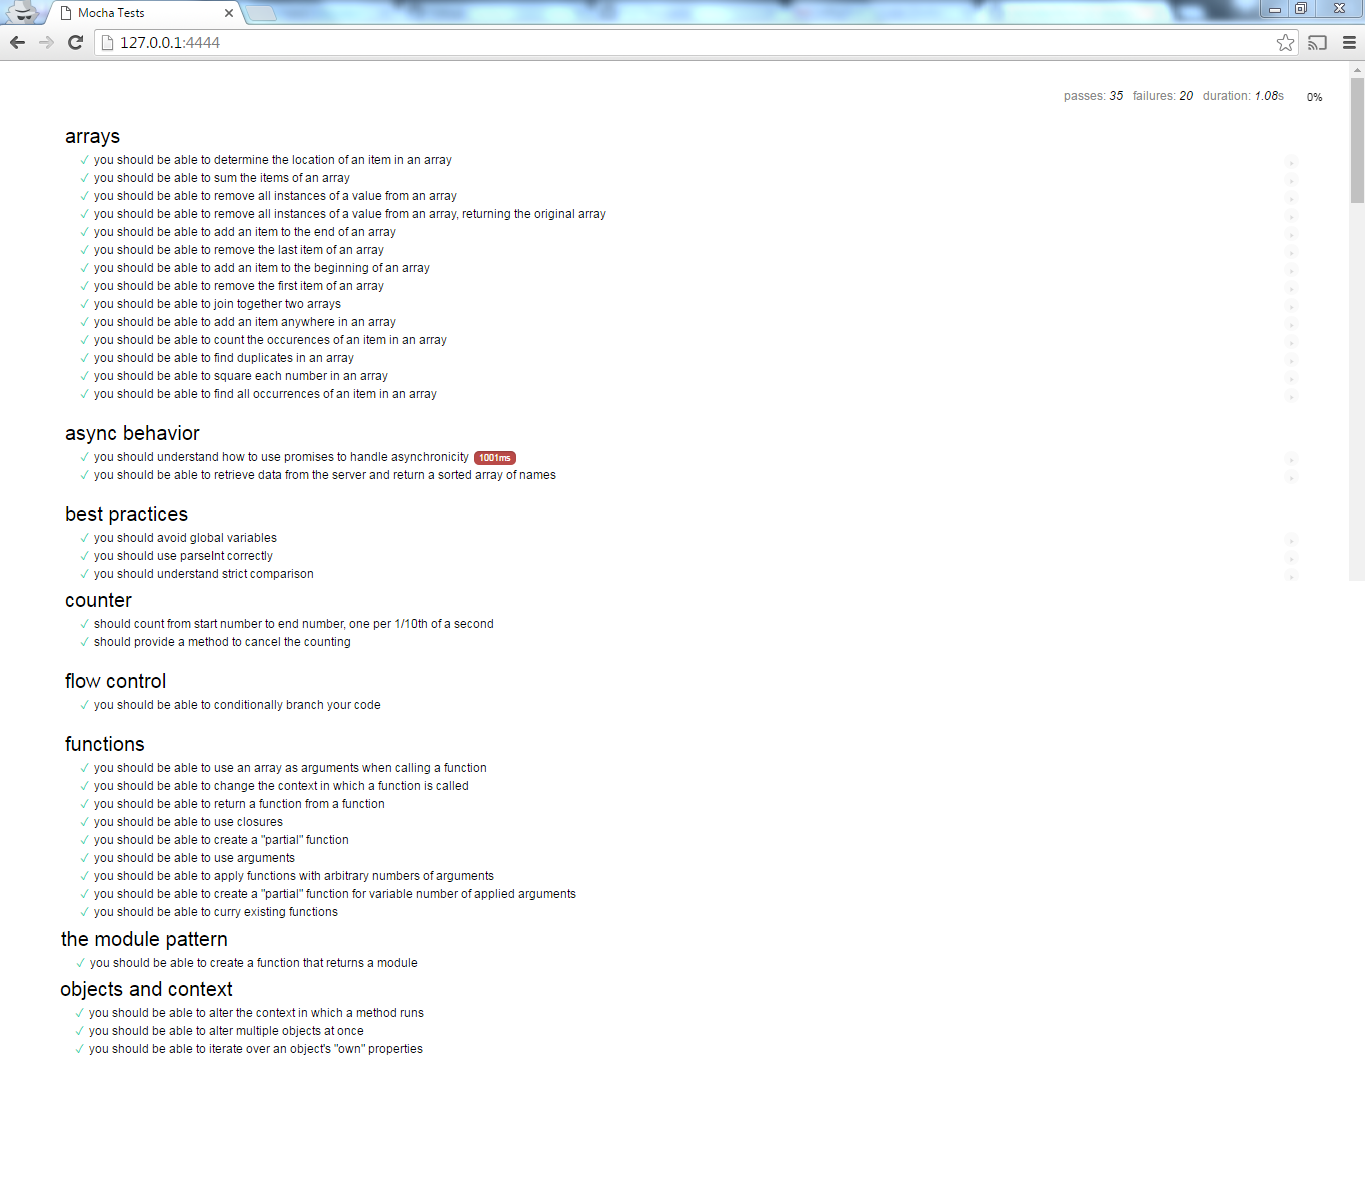 Mocha Tests
127.0.0.1:4444
passes: 35 failures: 20 duration: 1.08s 0%
arrays
✓ you should be able to determine the location of an item in an array
✓ you should be able to sum the items of an array
✓ you should be able to remove all instances of a value from an array
✓ you should be able to remove all instances of a value from an array, returning the original array
✓ you should be able to add an item to the end of an array
✓ you should be able to remove the last item of an array
✓ you should be able to add an item to the beginning of an array
✓ you should be able to remove the first item of an array
✓ you should be able to join together two arrays
✓ you should be able to add an item anywhere in an array
✓ you should be able to count the occurences of an item in an array
✓ you should be able to find duplicates in an array
✓ you should be able to square each number in an array
✓ you should be able to find all occurrences of an item in an array
async behavior
✓ you should understand how to use promises to handle asynchronicity 1001ms
✓ you should be able to retrieve data from the server and return a sorted array of names
best practices
✓ you should avoid global variables
✓ you should use parseInt correctly
✓ you should understand strict comparison
counter
✓ should count from start number to end number, one per 1/10th of a second
✓ should provide a method to cancel the counting
flow control
✓ you should be able to conditionally branch your code
functions
✓ you should be able to use an array as arguments when calling a function
✓ you should be able to change the context in which a function is called
✓ you should be able to return a function from a function
✓ you should be able to use closures
✓ you should be able to create a "partial" function
✓ you should be able to use arguments
✓ you should be able to apply functions with arbitrary numbers of arguments
✓ you should be able to create a "partial" function for variable number of applied arguments
✓ you should be able to curry existing functions
the module pattern
✓ you should be able to create a function that returns a module
objects and context
✓ you should be able to alter the context in which a method runs
✓ you should be able to alter multiple objects at once
✓ you should be able to iterate over an object's "own" properties